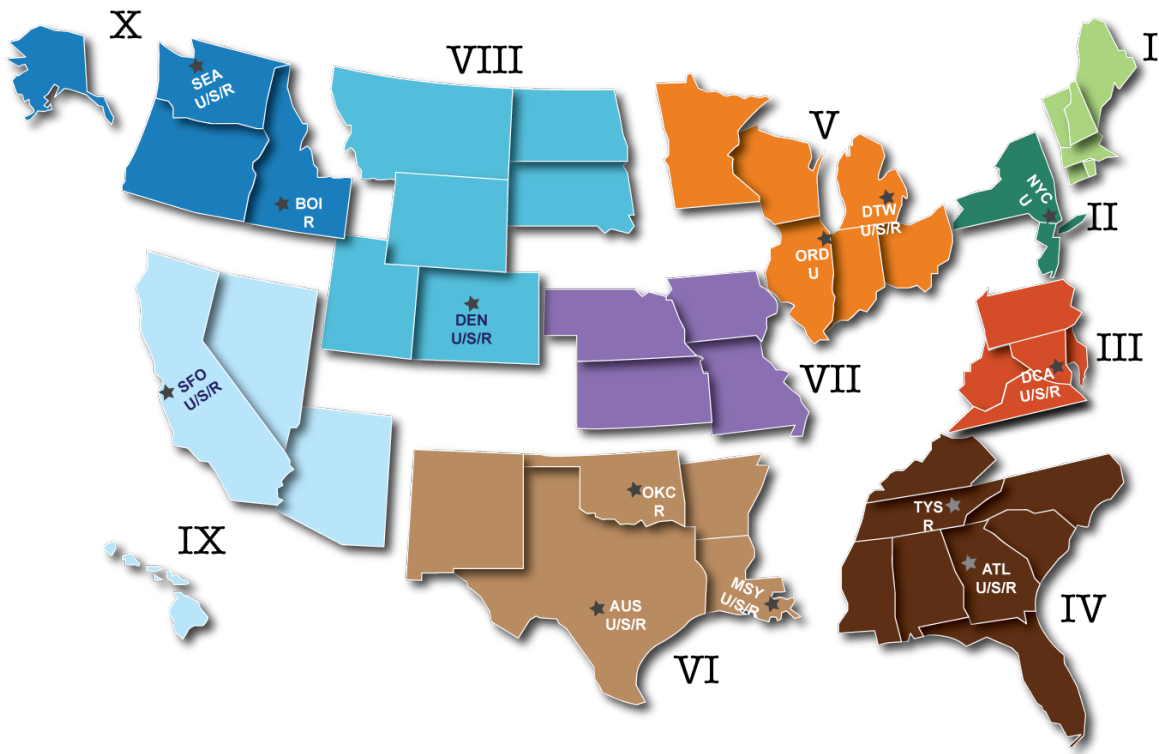 X
VIII
I
SEA
U/S/R
V
BOI
R
DTW
U/S/R
NYC
U
II
ORD
U
DEN
U/S/R
III
SFO
U/S/R
VII
DCA
U/S/R
OKC
R
TYS
R
IX
ATL
U/S/R
MSY
U/S/R
AUS
U/S/R
IV
VI